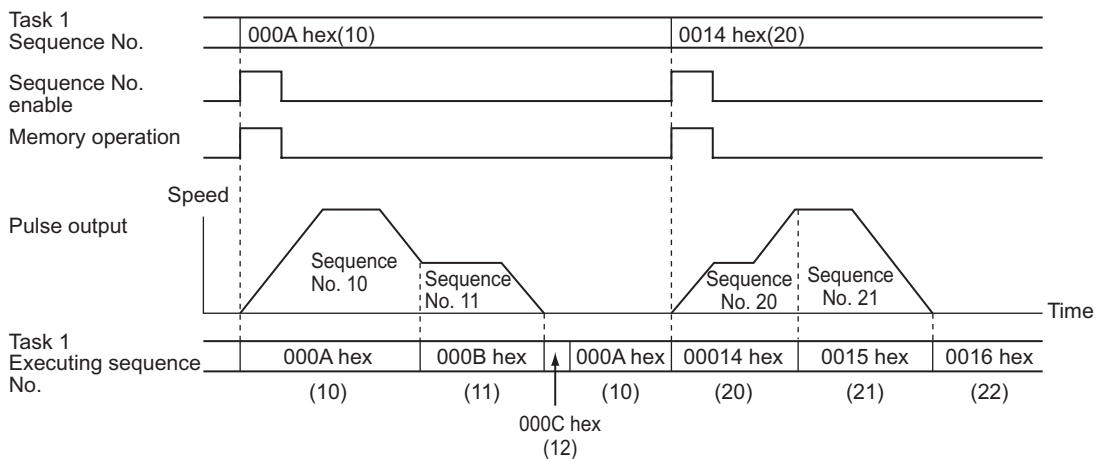 Task 1
Sequence No.
000A hex(10)
0014 hex(20)
Sequence No.
enable
Memory operation
Speed
Pulse output
Sequence
No. 10
Sequence
No. 11
Sequence
No. 20
Sequence
No. 21
Time
Task 1
Executing sequence
No.
000A hex
000B hex
000A hex
00014 hex
0015 hex
0016 hex
(10)
(11)
(10)
(20)
(21)
(22)
000C hex
(12)